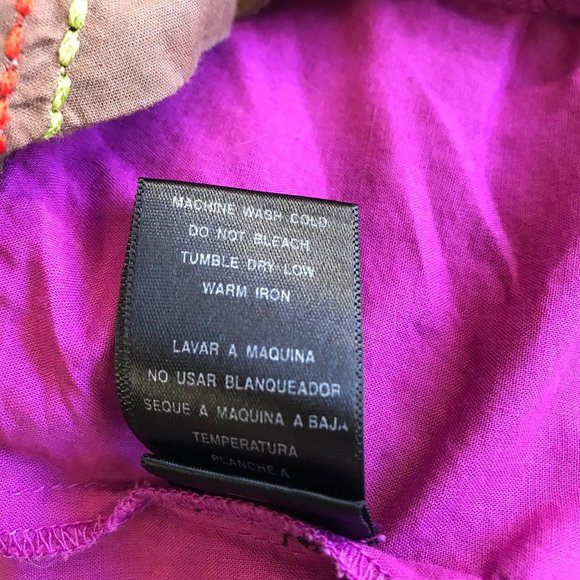 MACHINE WASH COLD
DO NOT BLEACH
TUMBLE DRY LOW
WARM IRON
LAVAR A MAQUINA
NO USAR BLANQUEADOR
SEQUE A MAQUINA A BAJA
TEMPERATURA
PLANCHE A